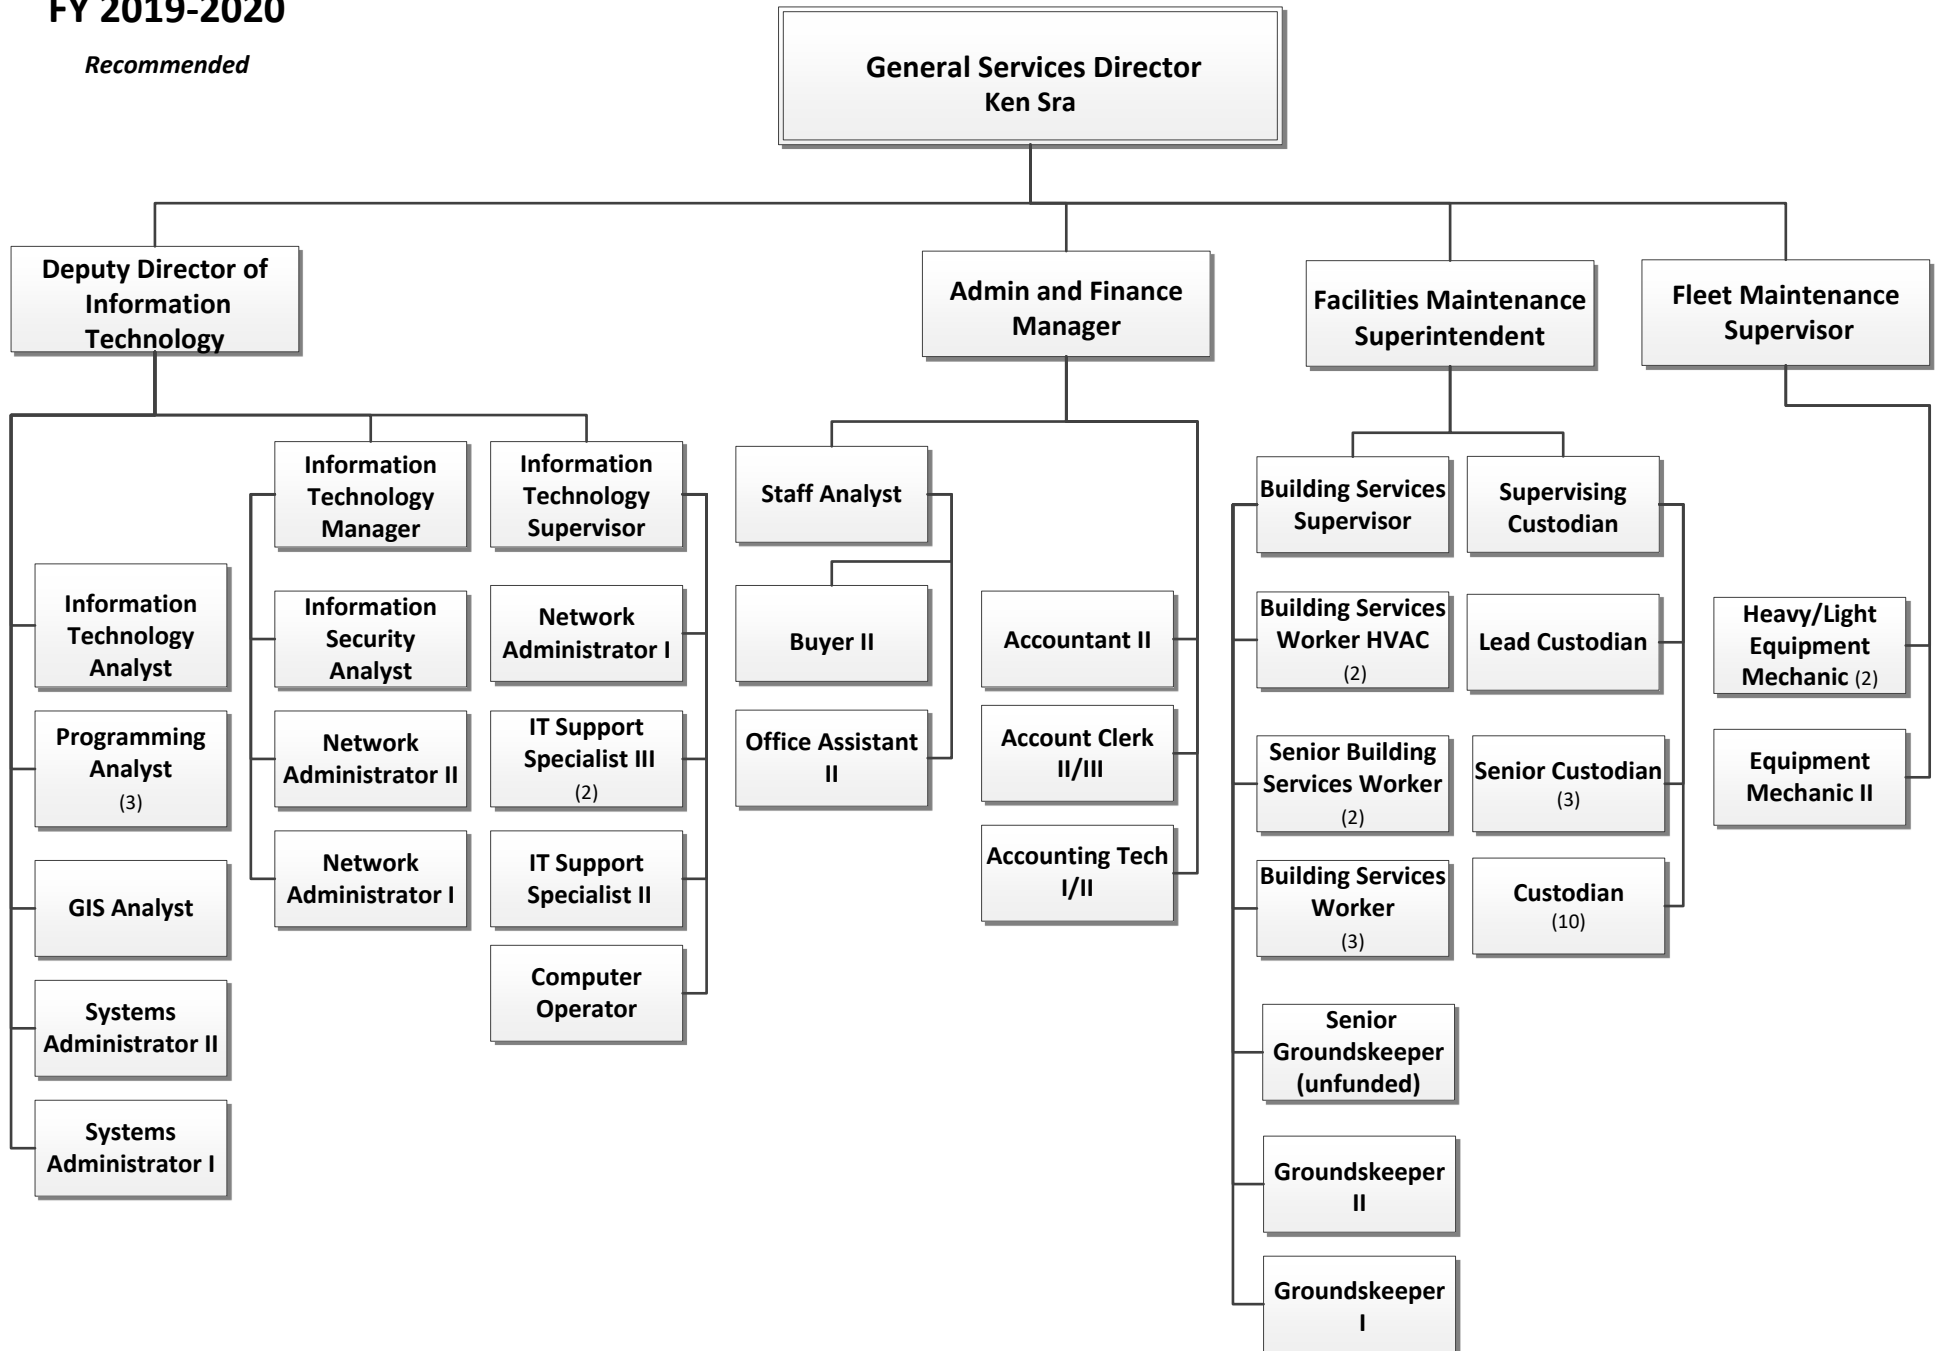 FY 2019-2020
Recommended
General Services Director
Ken Sra
Deputy Director of
Information
Technology
Admin and Finance
Manager
Facilities Maintenance
Superintendent
Fleet Maintenance
Supervisor
Information
Technology
Manager
Information
Technology
Supervisor
Staff Analyst
Building Services
Supervisor
Supervising
Custodian
Information
Technology
Analyst
Information
Security
Analyst
Network
Administrator I
Buyer II
Accountant II
Building Services
Worker HVAC
(2)
Lead Custodian
Heavy/Light
Equipment
Mechanic (2)
Programming
Analyst
(3)
Network
Administrator II
IT Support
Specialist III
(2)
Office Assistant
II
Account Clerk
II/III
Senior Building
Services Worker
(2)
Senior Custodian
(3)
Equipment
Mechanic II
GIS Analyst
Network
Administrator I
IT Support
Specialist II
Accounting Tech
I/II
Building Services
Worker
(3)
Custodian
(10)
Systems
Administrator II
Computer
Operator
Senior
Groundskeeper
(unfunded)
Systems
Administrator I
Groundskeeper
II
Groundskeeper
I